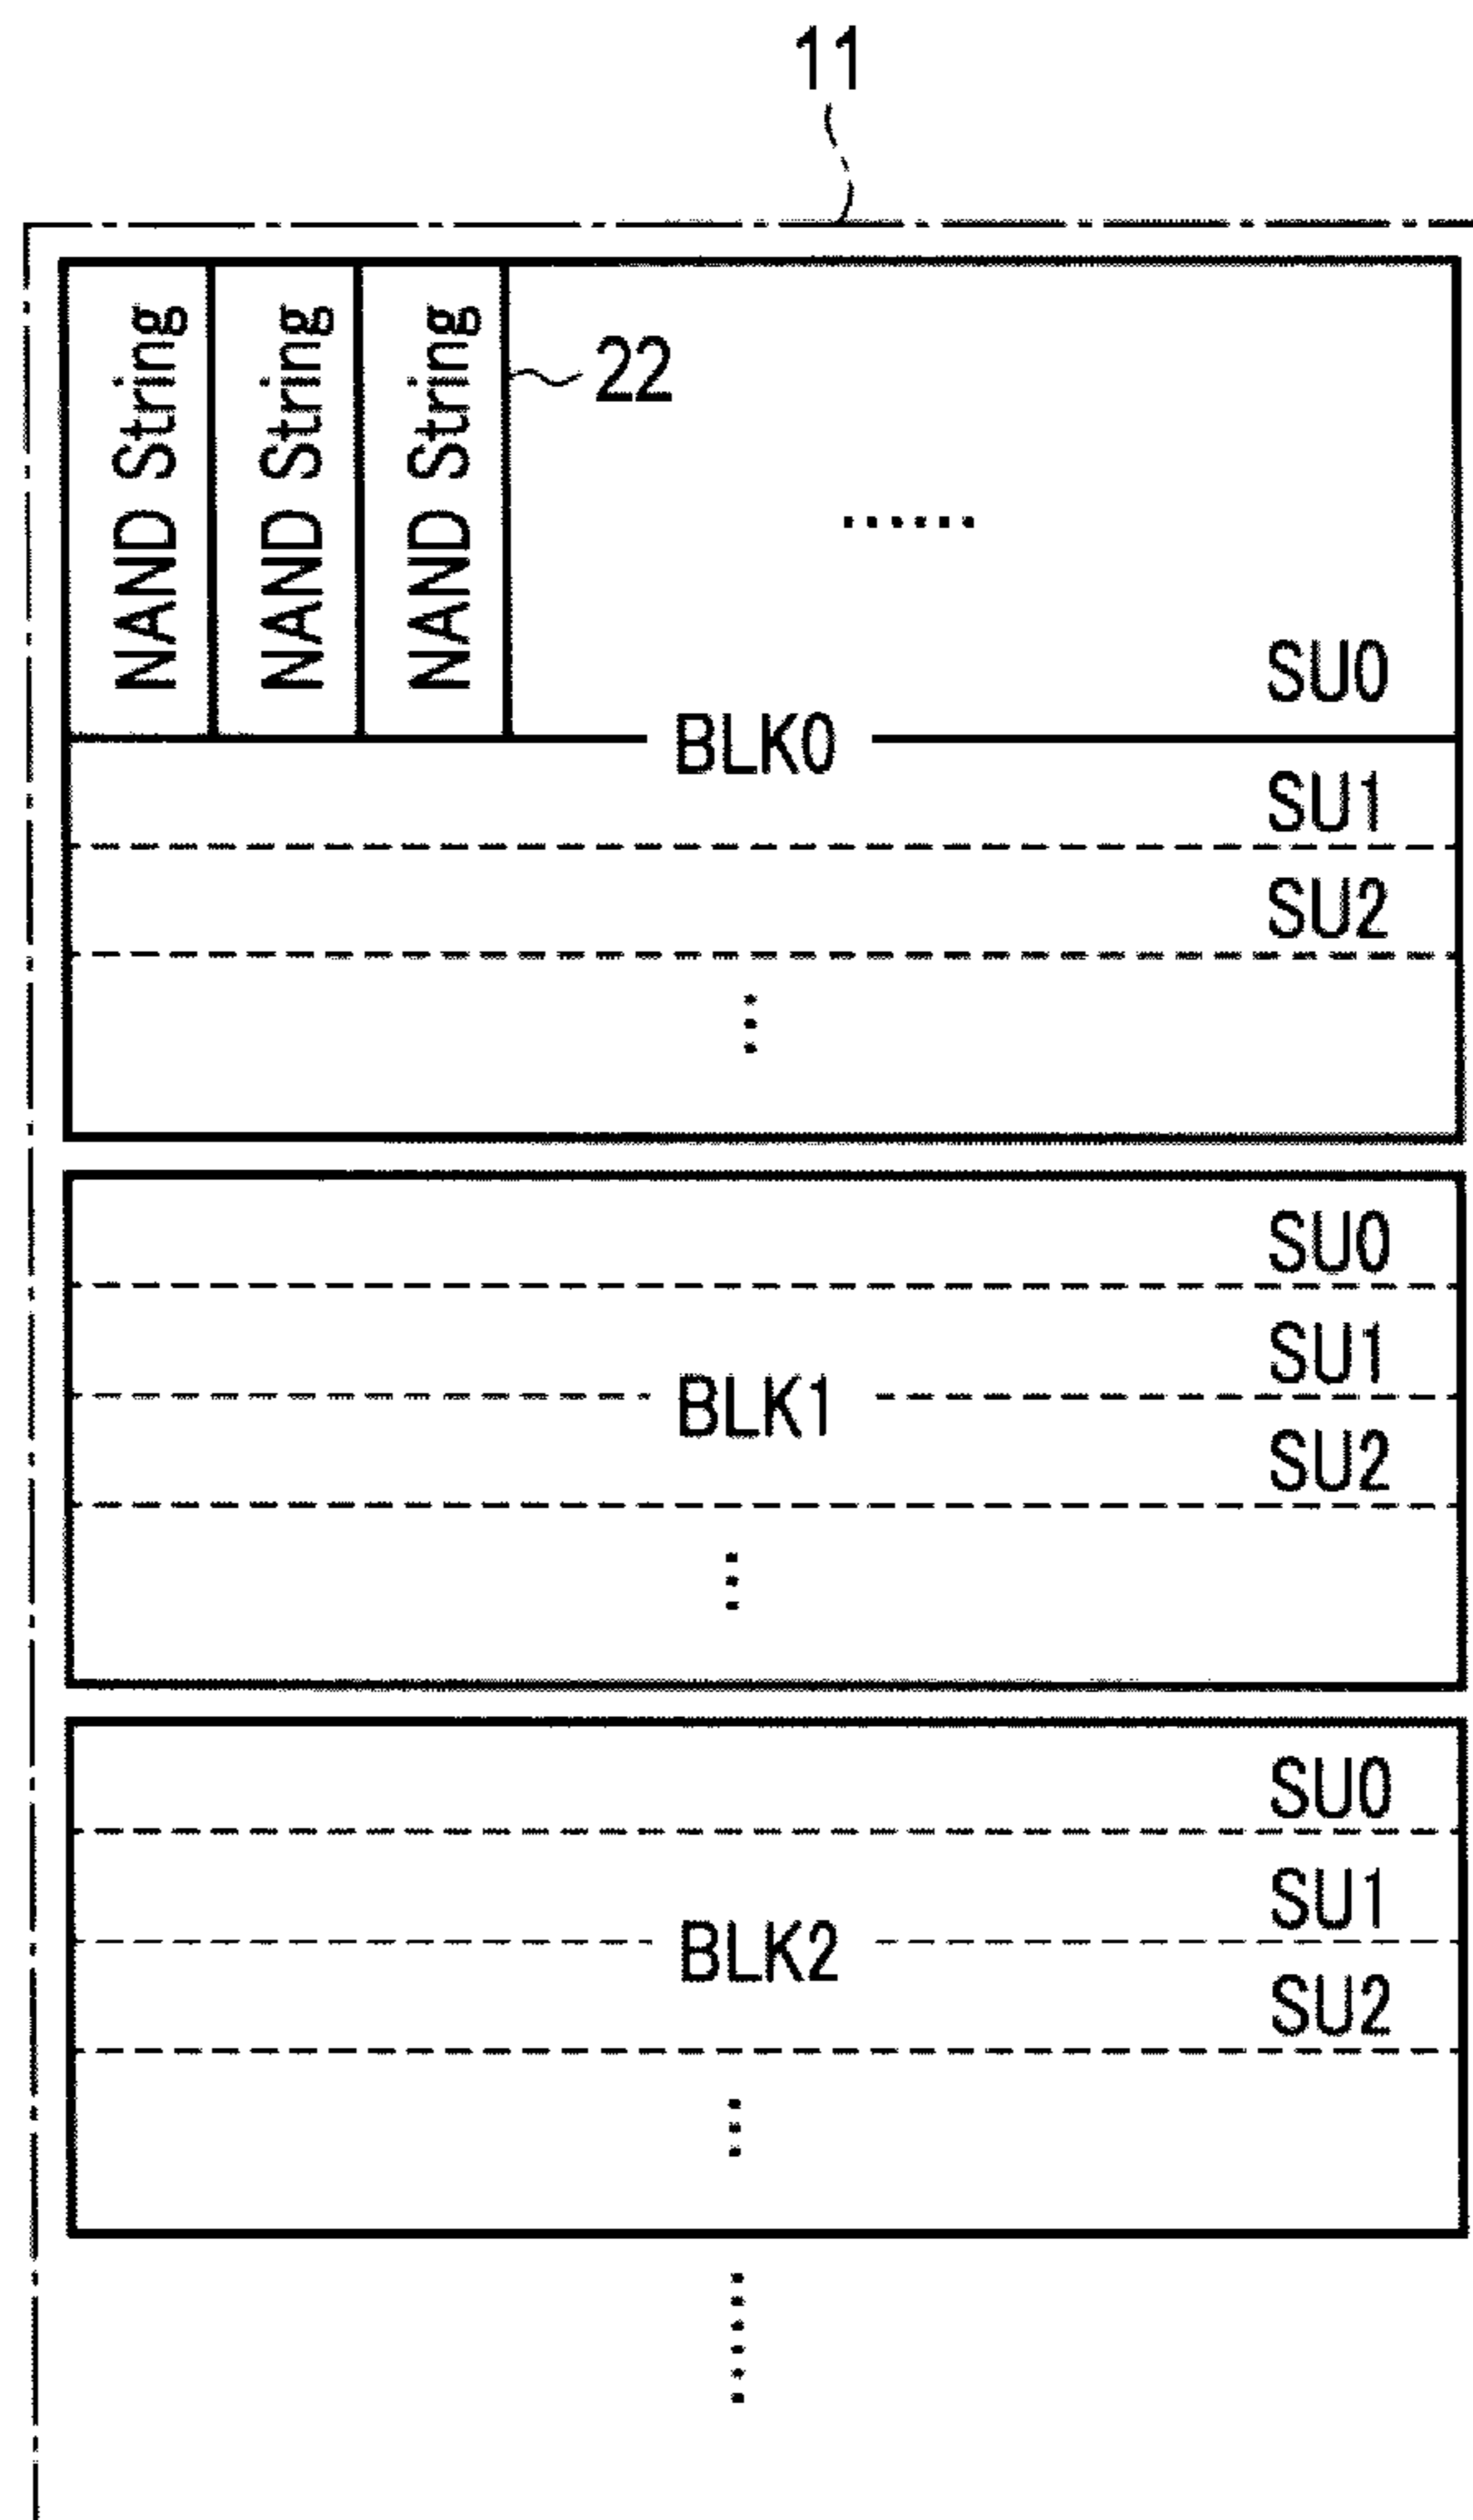 11
NAND String
NAND String
NAND String
22
SU0
BLK0
SU1
SU2
SU0
SU1
BLK1
SU2
SU0
SU1
BLK2
SU2